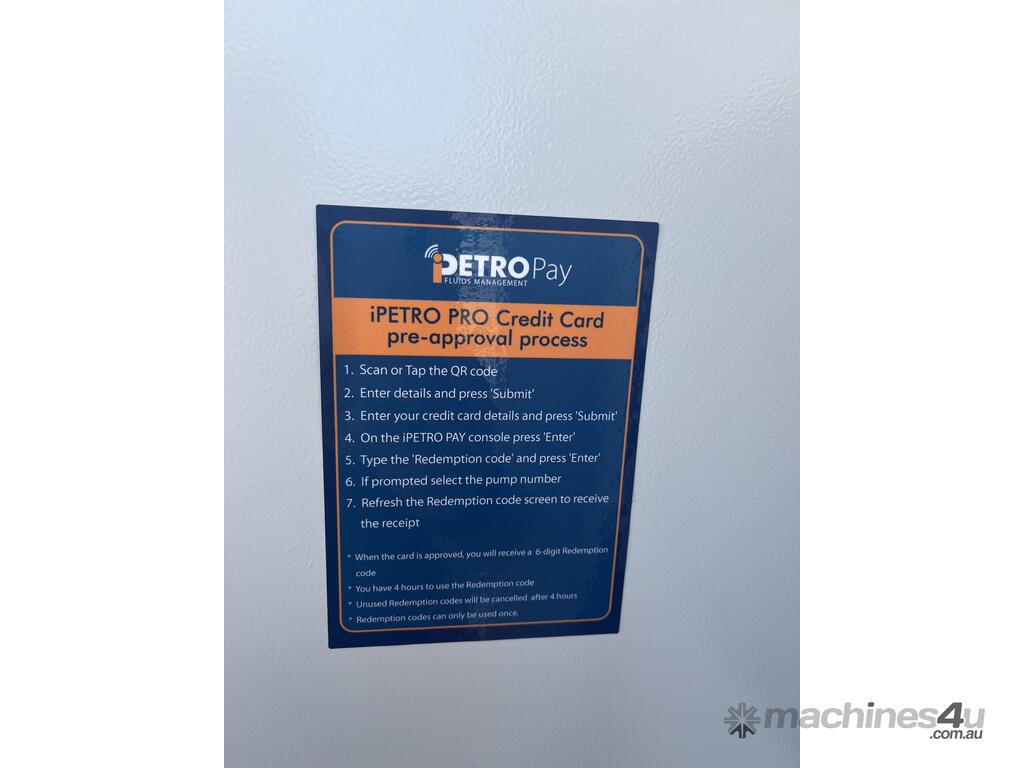 iPETRO Pay
FLUIDS MANAGEMENT
iPETRO PRO Credit Card
pre-approval process
1. Scan or Tap the QR code
2. Enter details and press 'Submit'
3. Enter your credit card details and press 'Submit'
4. On the iPETRO PAY console press 'Enter'
5. Type the 'Redemption code' and press 'Enter'
6. If prompted select the pump number
7. Refresh the Redemption code screen to receive
the receipt
* When the card is approved, you will receive a 6-digit Redemption
code
* You have 4 hours to use the Redemption code
* Unused Redemption codes will be cancelled after 4 hours
* Redemption codes can only be used once.
machines4u
.com.au